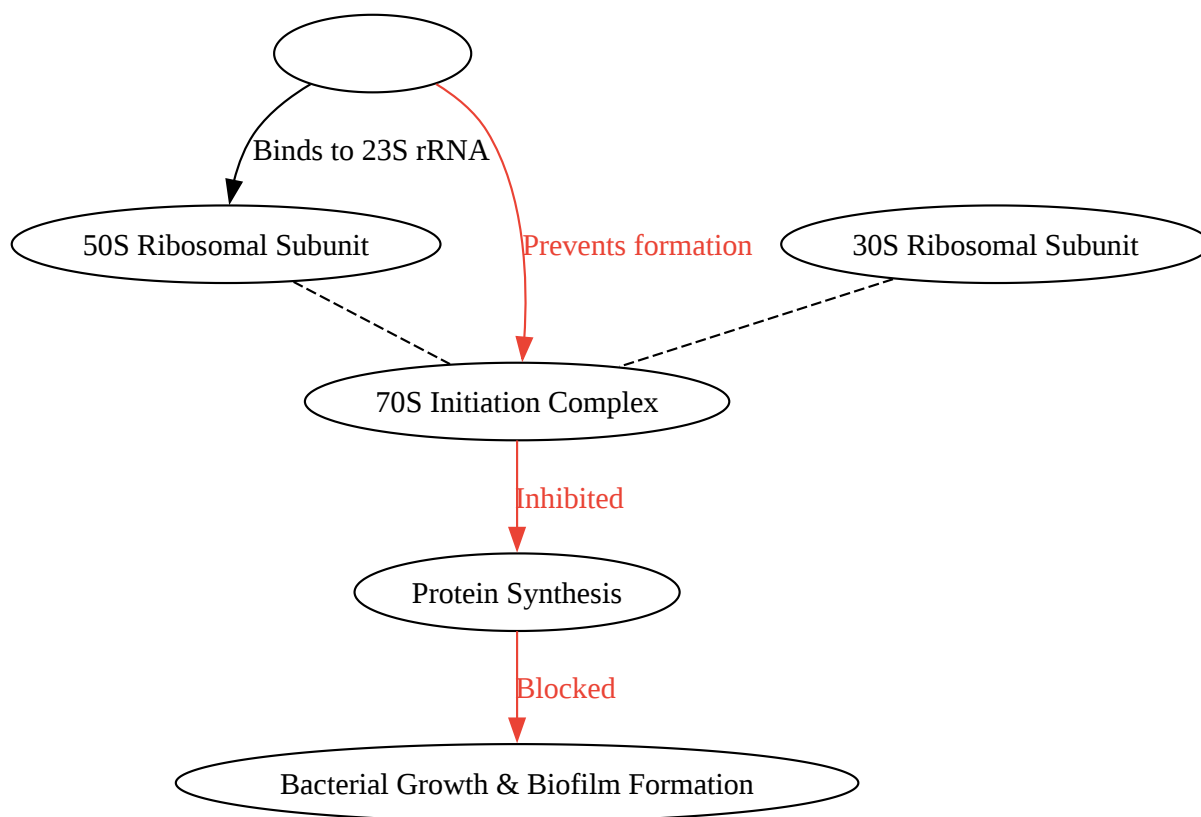 Binds to 23S rRNA
50S Ribosomal Subunit
Prevents formation
30S Ribosomal Subunit
70S Initiation Complex
Inhibited
Protein Synthesis
Blocked
Bacterial Growth & Biofilm Formation